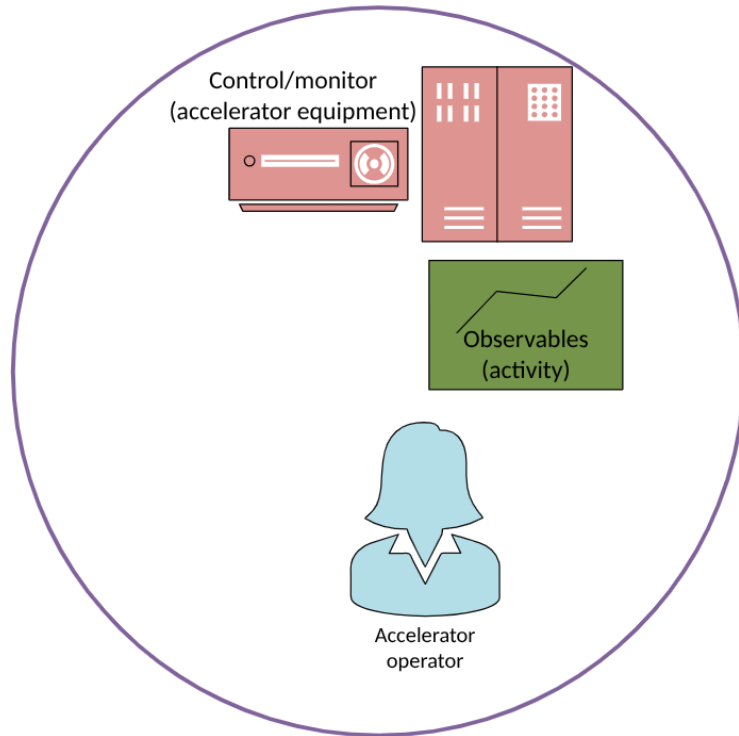 Control/monitor
(accelerator equipment)
Observables
(activity)
Accelerator
operator